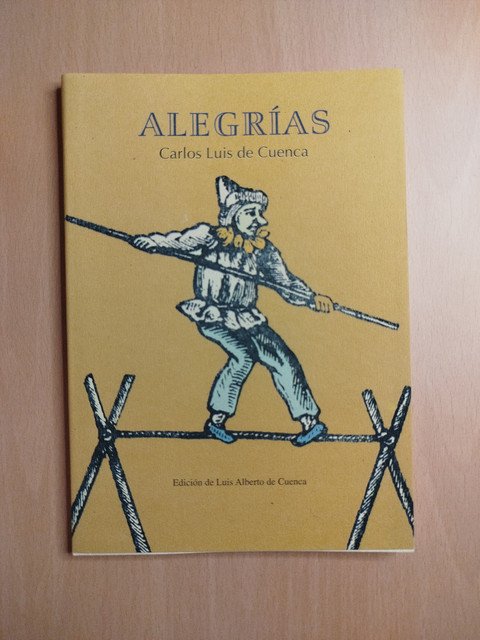 ALEGRÍAS
Carlos Luis de Cuenca
Edición de Luis Alberto de Cuenca